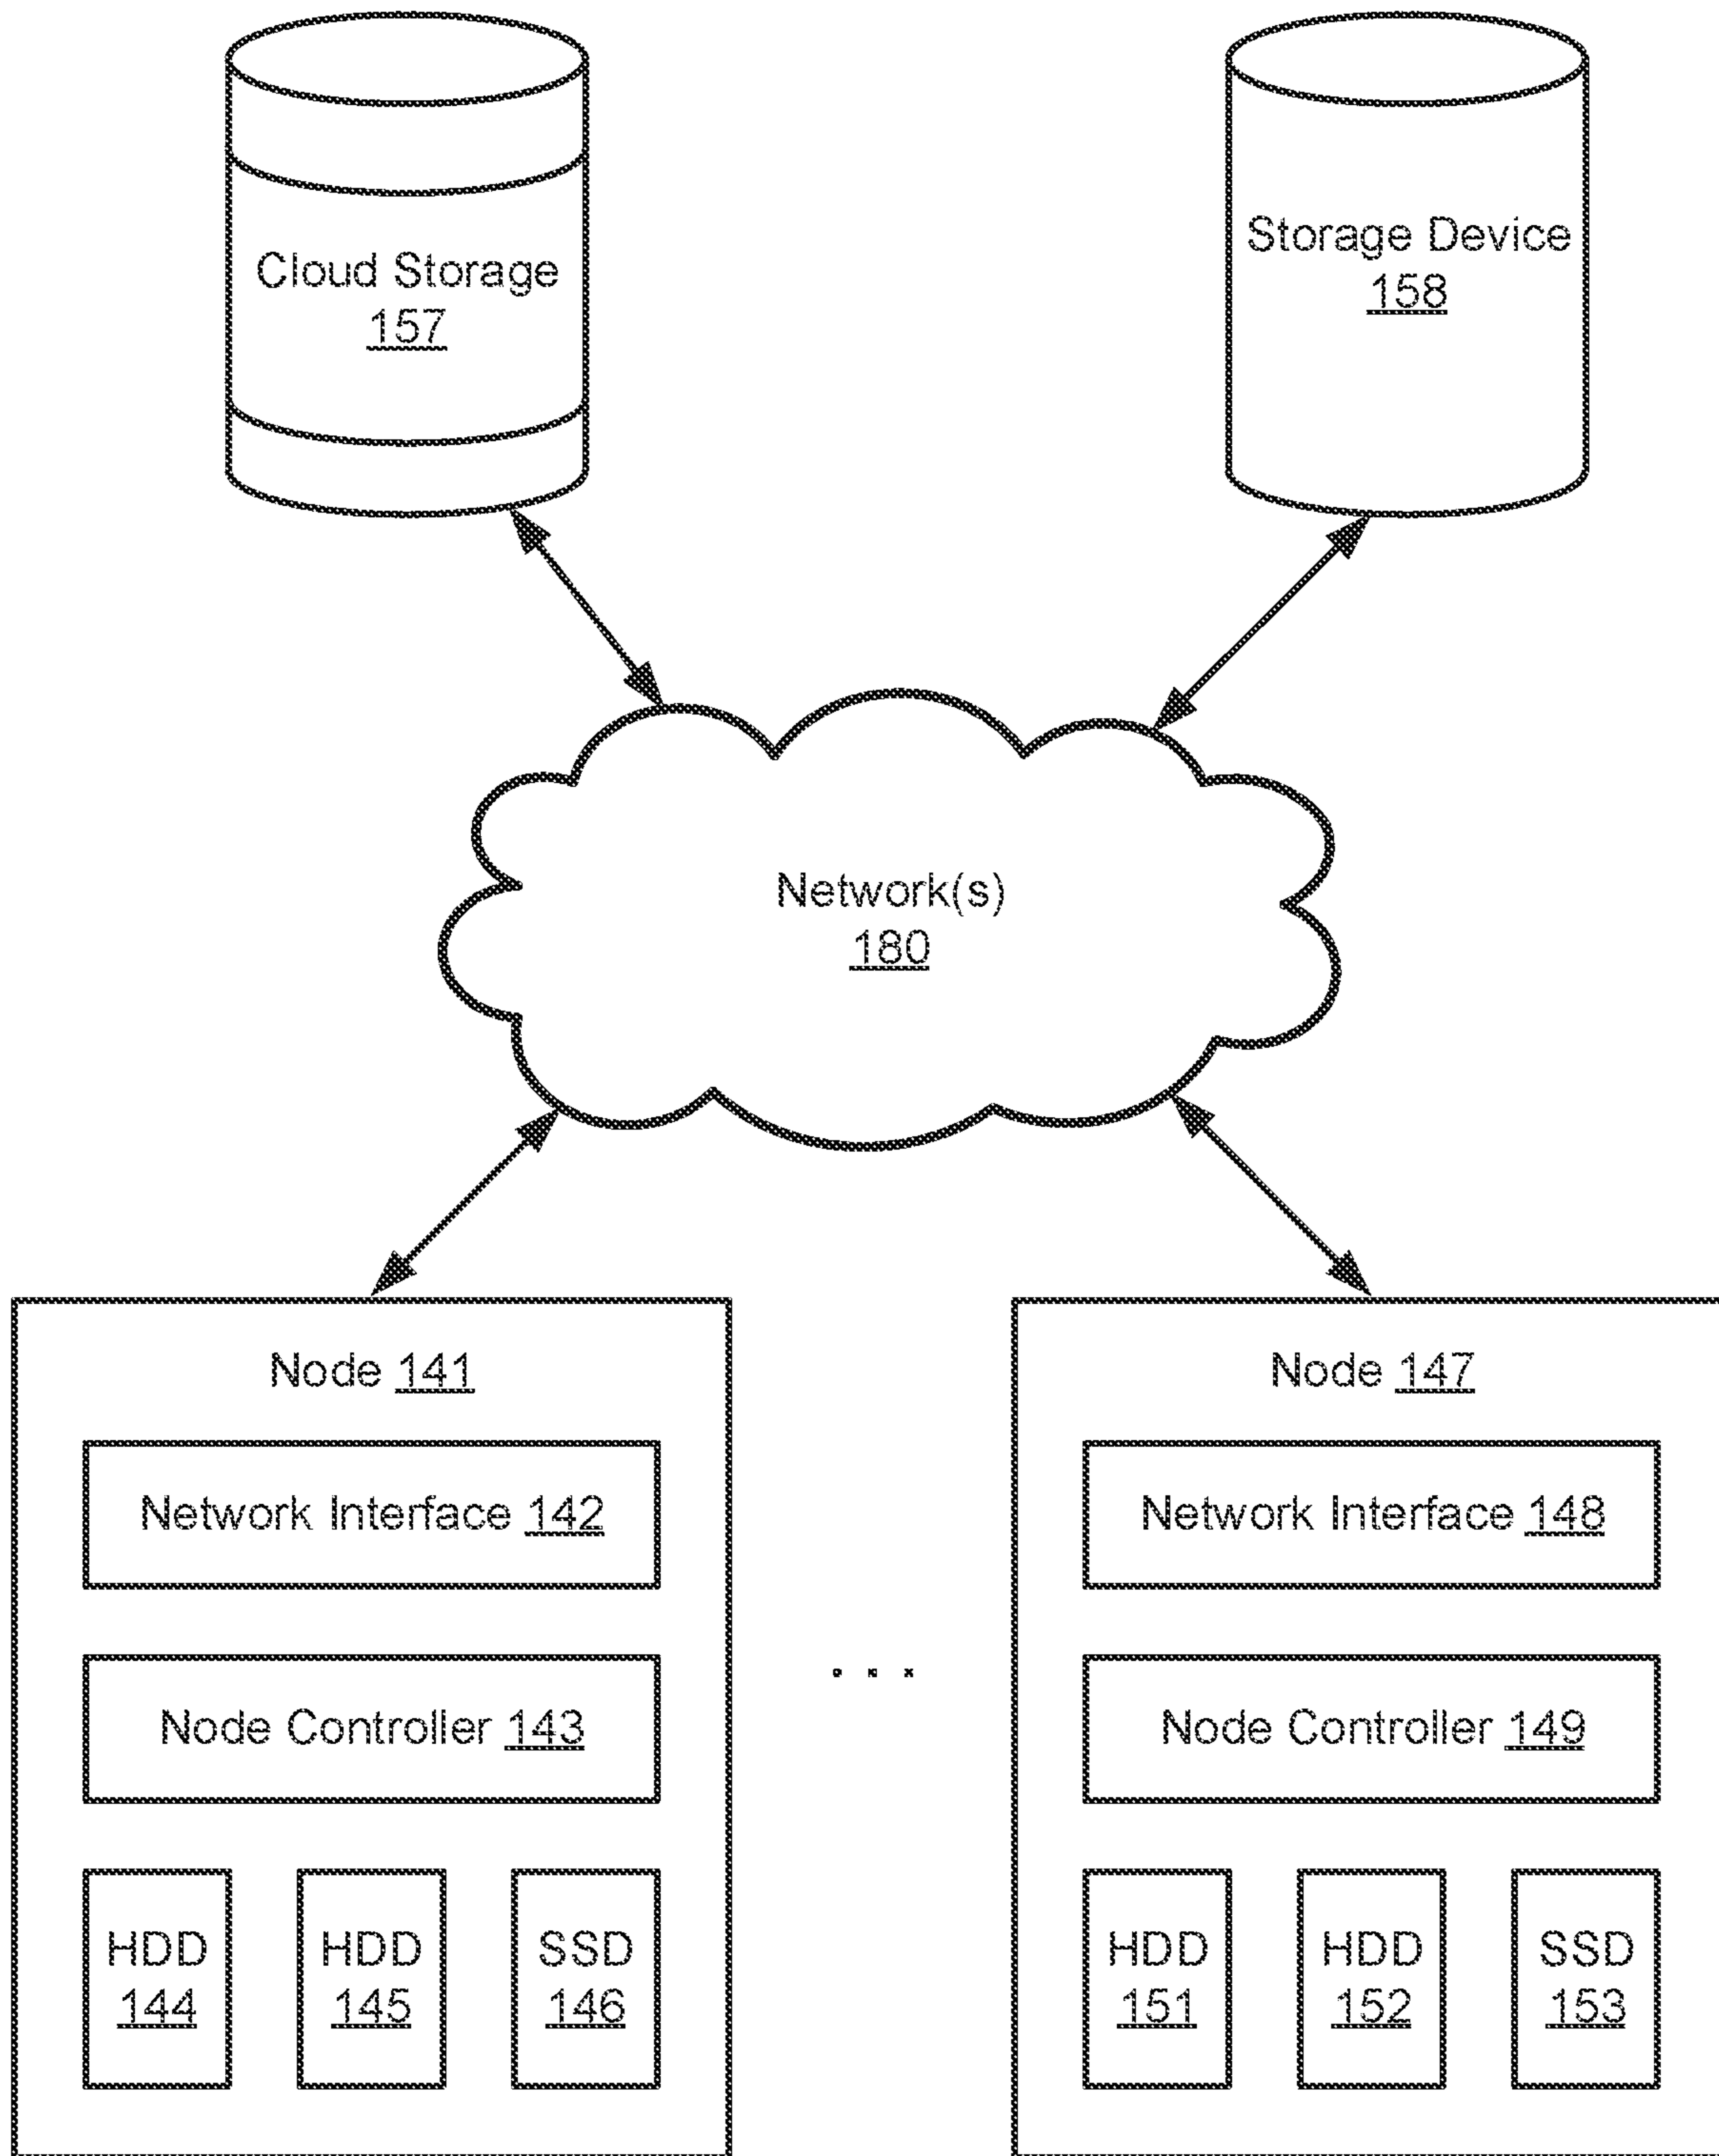 Cloud Storage
157
Storage Device
158
Network(s)
180
Node 141
Network Interface 142
Node Controller 143
HDD
144
HDD
145
SSD
146
. . .
Node 147
Network Interface 148
Node Controller 149
HDD
151
HDD
152
SSD
153